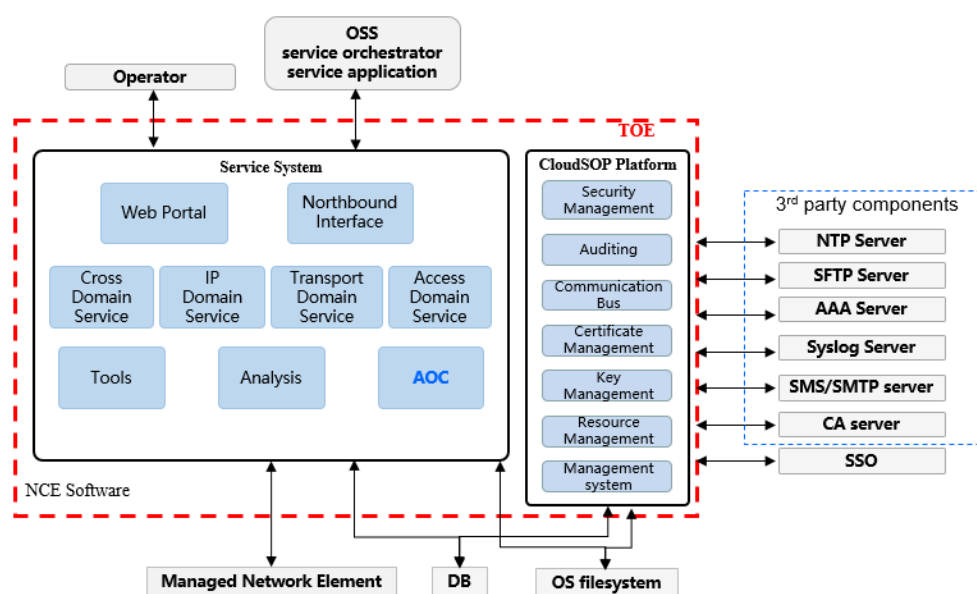 OSS
service orchestrator
service application
Operator
TOE
Service System
Web Portal
Northbound
Interface
Cross
Domain
Service
IP
Domain
Service
Transport
Domain
Service
Access
Domain
Service
Tools
Analysis
AOC
NCE Software
CloudSOP Platform
Security
Management
Auditing
Communication
Bus
Certificate
Management
Key
Management
Resource
Management
Management
system
3rd party components
NTP Server
SFTP Server
AAA Server
Syslog Server
SMS/SMTP server
CA server
SSO
Managed Network Element
DB
OS filesystem